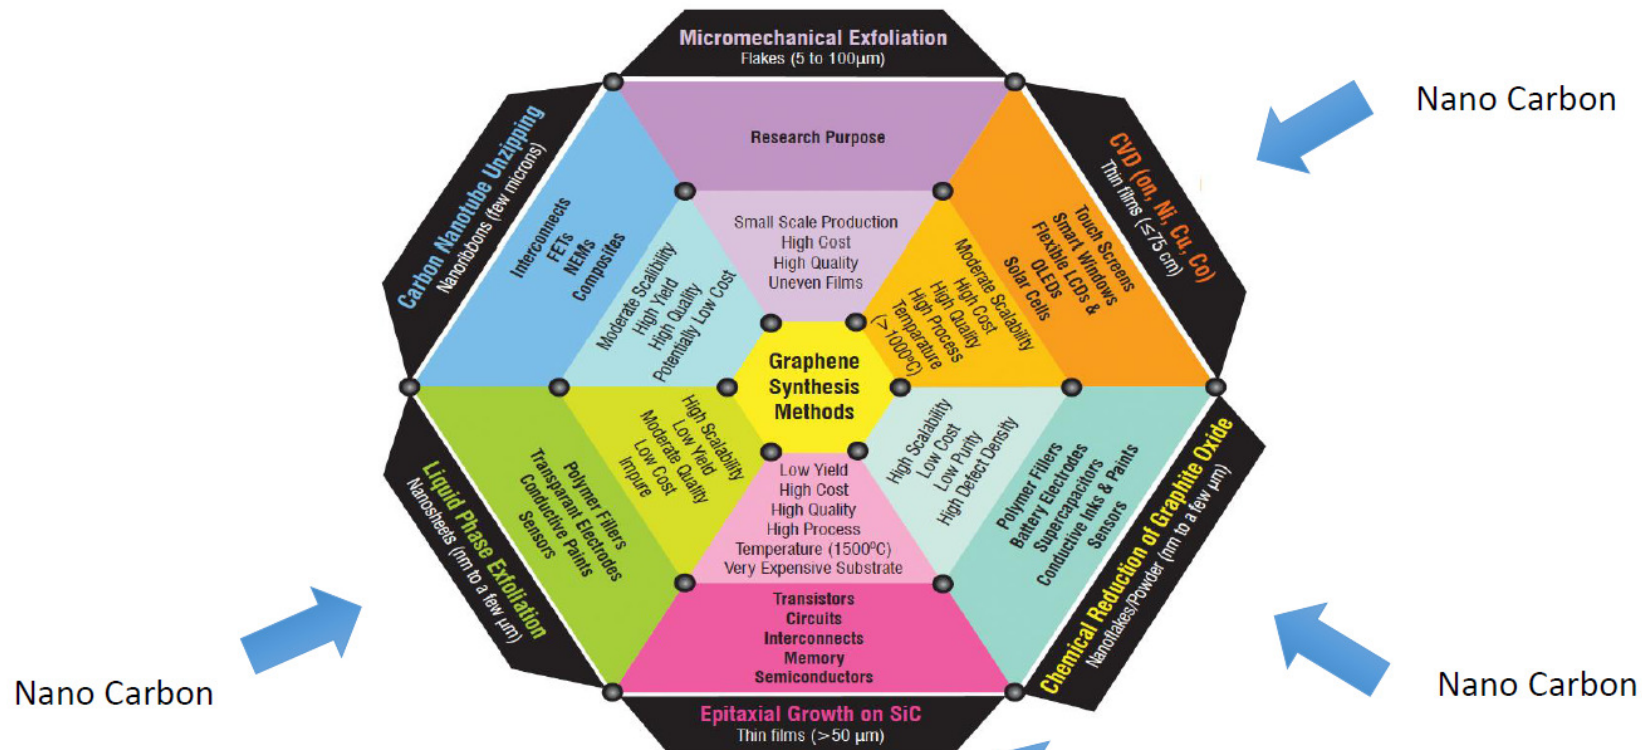 Micromechanical Exfoliation
Flakes (5 to 100µm)
Research Purpose
Small Scale Production
High Cost
High Quality
Uneven Films
Nano Carbon
CVD (on, Ni, Cu, Co)
Thin films (≤75 cm)
Touch Screens
Smart Windows
Flexible LCDs &
OLEDs
Solar Cells
Moderate Scalability
High Cost
High Quality
High Process
Temparature
(>1000ºC)
Carbon Nanotube Unzipping
Nanoribbons (few microns)
Interconnects
FETs
NEMs
Composites
Moderate Scalibility
High Yield
High Quality
Potentially Low Cost
Graphene
Synthesis
Methods
Liquid Phase Exfoliation
Nanosheets (nm to a few µm)
Polymer Fillers
Transparant Electrodes
Conductive Paints
Sensors
High Scalability
Low Yield
Moderate Quality
Low Cost
Impure
High Scalability
Low Cost
Low Purity
High Defect Density
Polymer Fillers
Battery Electrodes
Supercapacitors
Conductive Inks & Paints
Sensors
Chemical Reduction of Graphite Oxide
Nanoflakes/Powder (nm to a few µm)
Low Yield
High Cost
High Quality
High Process
Temperature (1500ºC)
Very Expensive Substrate
Transistors
Circuits
Interconnects
Memory
Semiconductors
Epitaxial Growth on SiC
Thin films (>50 µm)
Nano Carbon
Nano Carbon